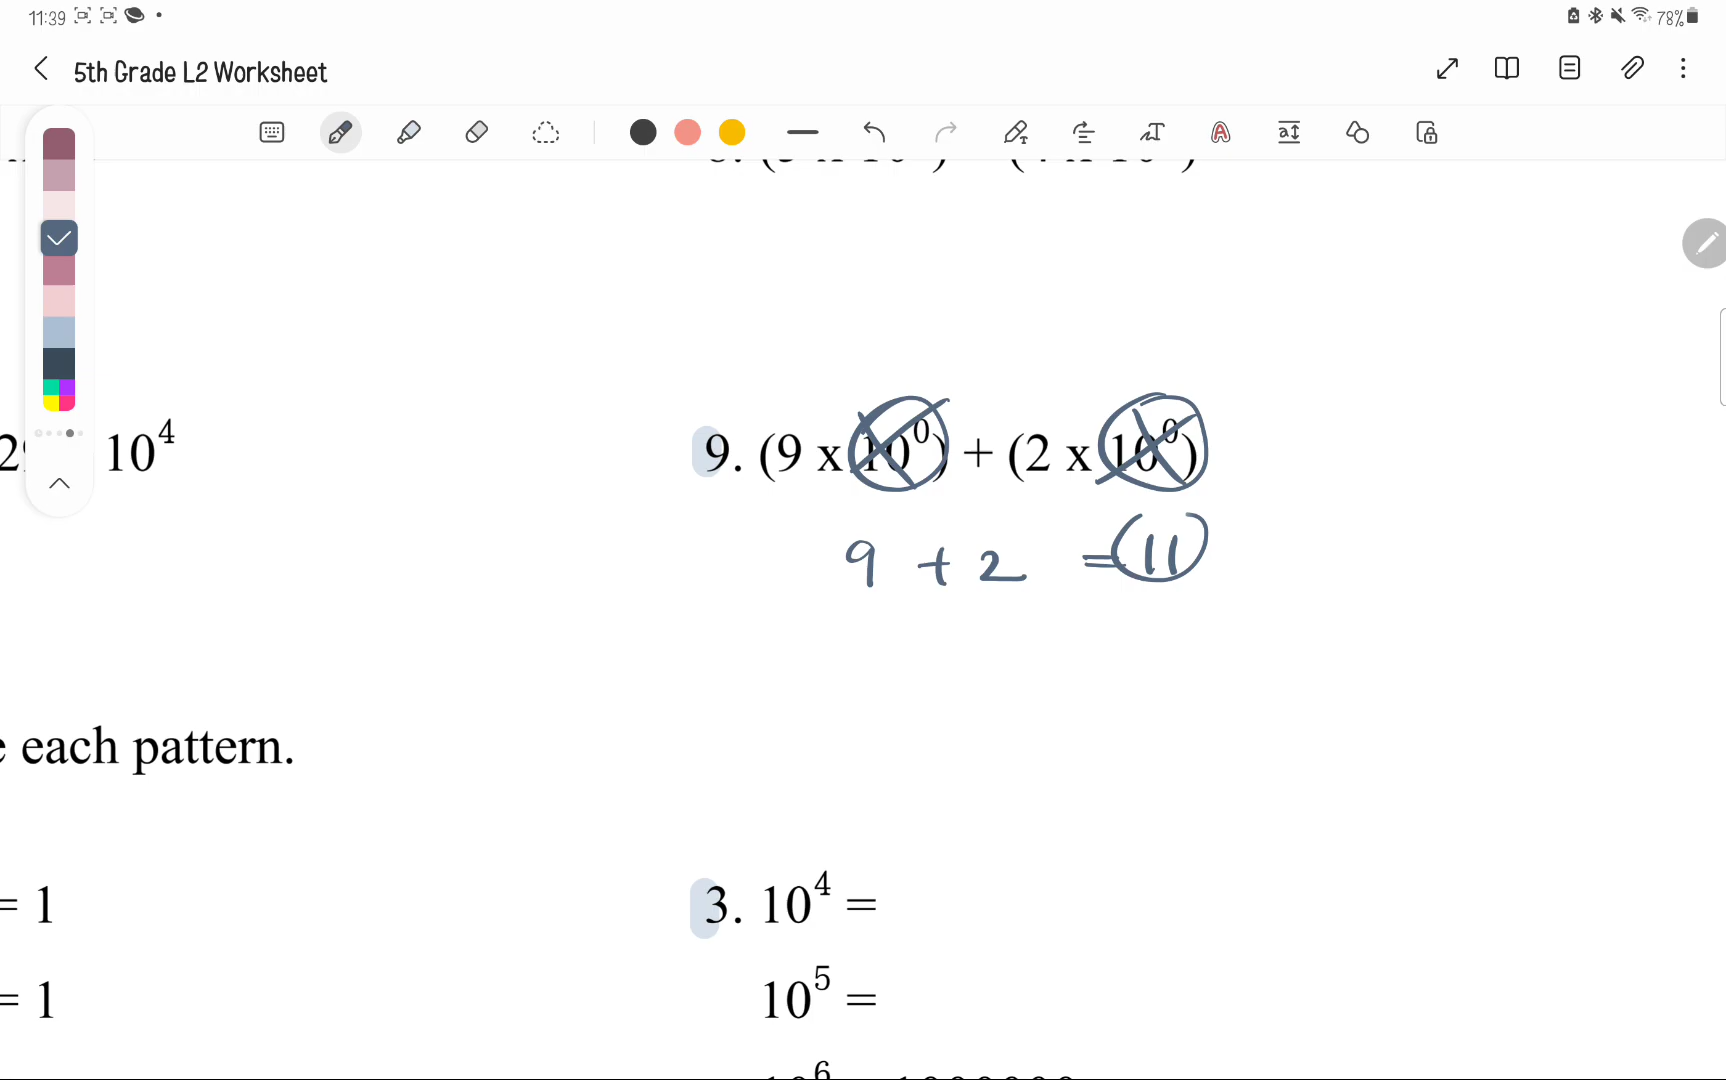 11:39 78%
5th Grade L2 Worksheet
10⁴
9. (9 x 10⁰) + (2 x 10⁰)
9 + 2 = 11
each pattern.
= 1
3. 10⁴ =
= 1
10⁵ =